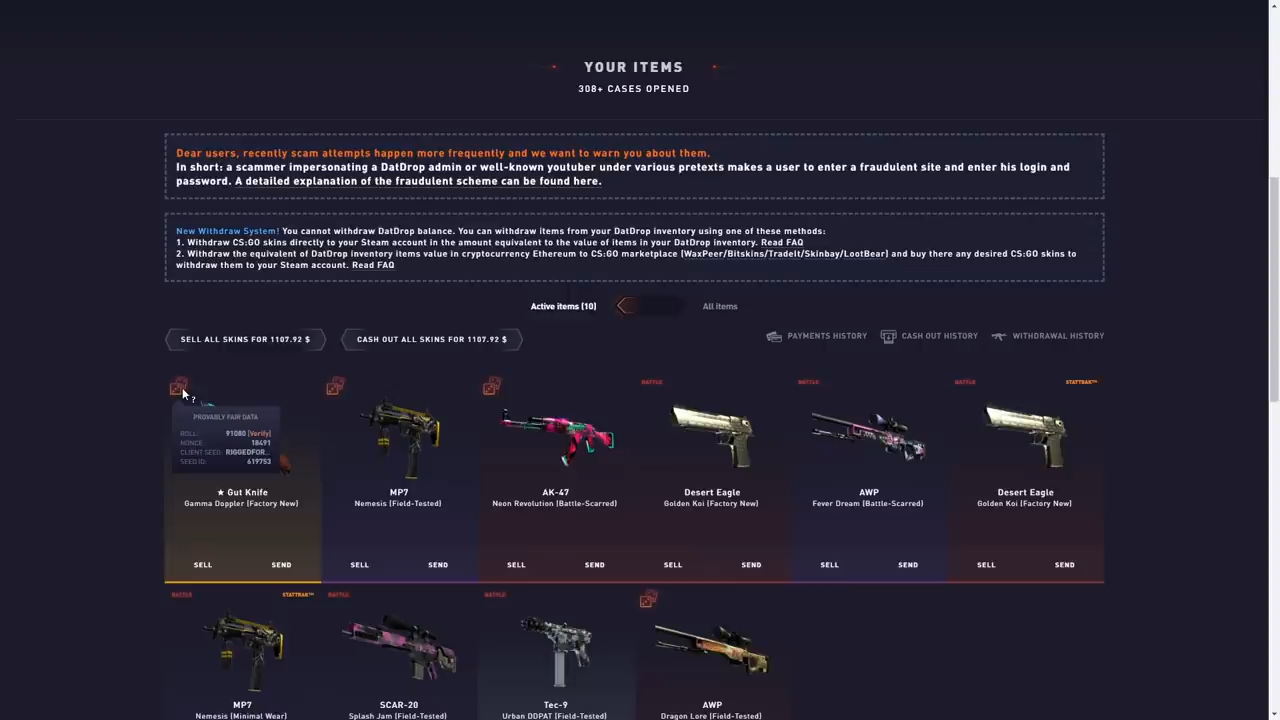 YOUR ITEMS
308+ CASES OPENED
Dear users, recently scam attempts happen more frequently and we want to warn you about them.
In short: a scammer impersonating a DatDrop admin or well-known youtuber under various pretexts makes a user to enter a fraudulent site and enter his login and
password. A detailed explanation of the fraudulent scheme can be found here.
New Withdraw System! You cannot withdraw DatDrop balance. You can withdraw items from your DatDrop inventory using one of these methods:
1. Withdraw CS:GO skins directly to your Steam account in the amount equivalent to the value of items in your DatDrop inventory. Read FAQ
2. Withdraw the equivalent of DatDrop inventory items value in cryptocurrency Ethereum to CS:GO marketplace (WaxPeer/Bitskins/TradeIt/Skinbay/LootBear) and buy there any desired CS:GO skins to
withdraw them to your Steam account. Read FAQ
Active items (10) All items
SELL ALL SKINS FOR 1107.92 $ CASH OUT ALL SKINS FOR 1107.92 $ PAYMENTS HISTORY CASH OUT HISTORY WITHDRAWAL HISTORY
BATTLE BATTLE BATTLE STATTRAK™
?
PROVABLY FAIR DATA
ROLL: 91080 [Verify]
NONCE: 18491
CLIENT SEED: RIGGEDFOR...
SEED ID: 619753
★ Gut Knife MP7 AK-47 Desert Eagle AWP Desert Eagle
Gamma Doppler (Factory New) Nemesis (Field-Tested) Neon Revolution (Battle-Scarred) Golden Koi (Factory New) Fever Dream (Battle-Scarred) Golden Koi (Factory New)
SELL SEND SELL SEND SELL SEND SELL SEND SELL SEND SELL SEND
BATTLE STATTRAK™ BATTLE BATTLE
MP7 SCAR-20 Tec-9 AWP
Nemesis (Minimal Wear) Splash Jam (Field-Tested) Urban DDPAT (Field-Tested) Dragon Lore (Field-Tested)